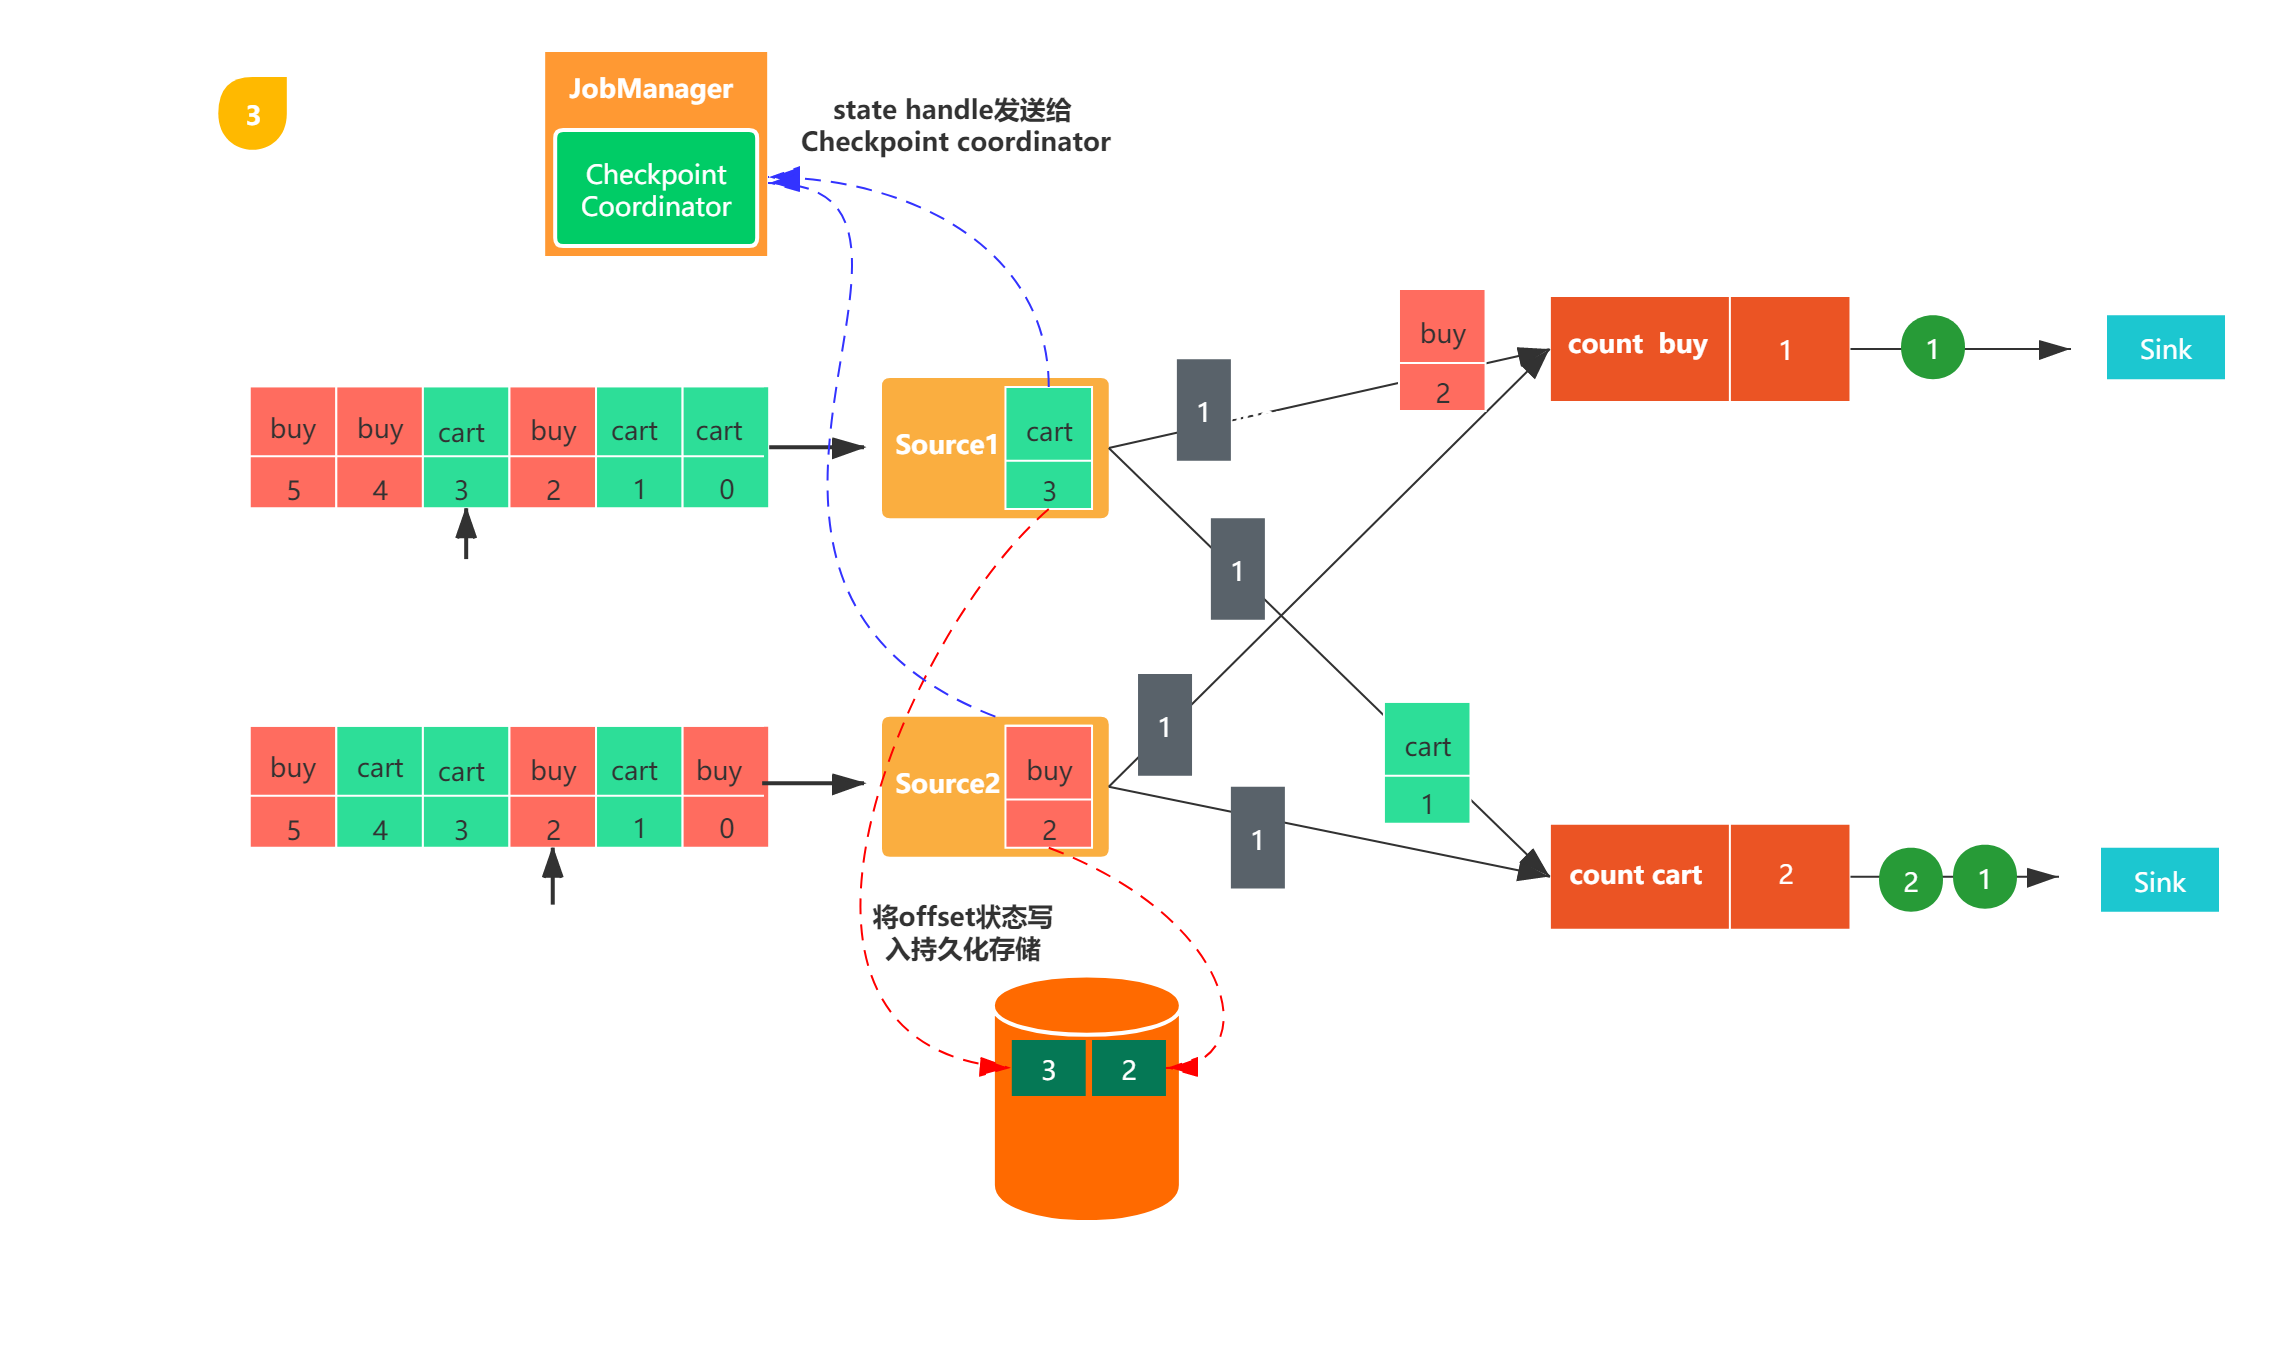 3
JobManager
Checkpoint
Coordinator
state handle发送给
Checkpoint coordinator
buy buy cart buy cart cart
5 4 3 2 1 0
Source1
cart
3
1
buy
2
count buy
1
1
Sink
1
buy cart cart buy cart buy
5 4 3 2 1 0
Source2
buy
2
1
1
cart
1
count cart
2
2
1
Sink
将offset状态写
入持久化存储
3 2